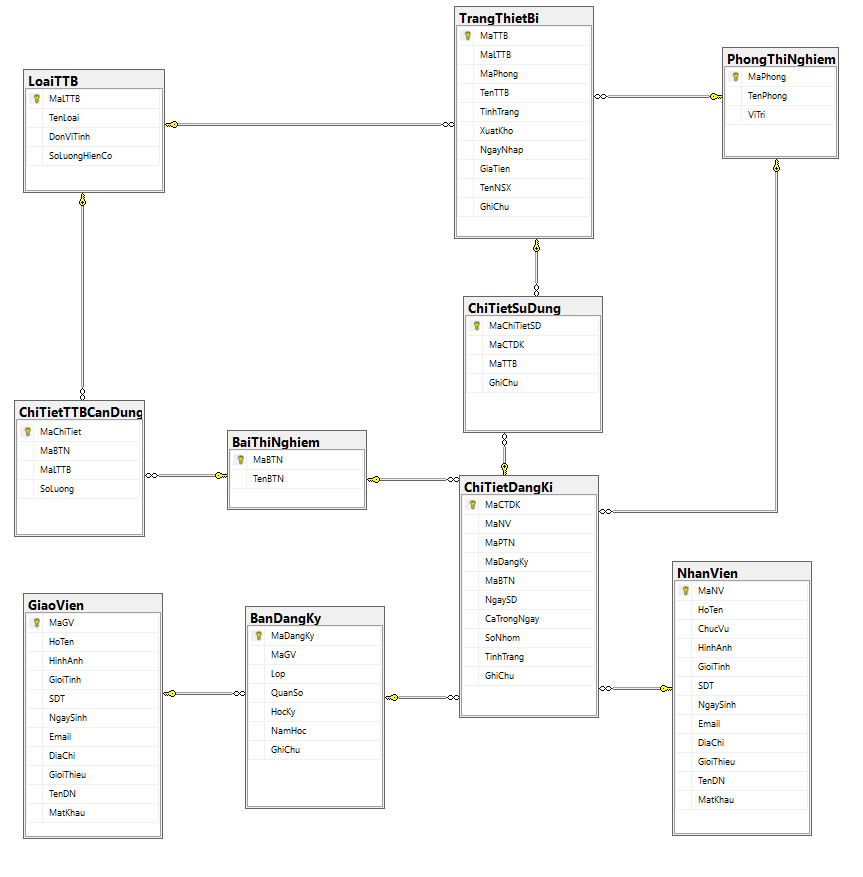 TrangThietBi
MaTTB
MaLTTB
MaPhong
TenTTB
TinhTrang
XuatKho
NgayNhap
GiaTien
TenNSX
GhiChu
PhongThiNghiem
MaPhong
TenPhong
ViTri
LoaiTTB
MaLTTB
TenLoai
DonViTinh
SoLuongHienCo
ChiTietSuDung
MaChiTietSD
MaCTDK
MaTTB
GhiChu
ChiTietTTBCanDung
MaChiTiet
MaBTN
MaLTTB
SoLuong
BaiThiNghiem
MaBTN
TenBTN
ChiTietDangKi
MaCTDK
MaNV
MaPTN
MaDangKy
MaBTN
NgaySD
CaTrongNgay
SoNhom
TinhTrang
GhiChu
NhanVien
MaNV
HoTen
ChucVu
HinhAnh
GioiTinh
SDT
NgaySinh
Email
DiaChi
GioiThieu
TenDN
MatKhau
GiaoVien
MaGV
HoTen
HinhAnh
GioiTinh
SDT
NgaySinh
Email
DiaChi
GioiThieu
TenDN
MatKhau
BanDangKy
MaDangKy
MaGV
Lop
QuanSo
HocKy
NamHoc
GhiChu